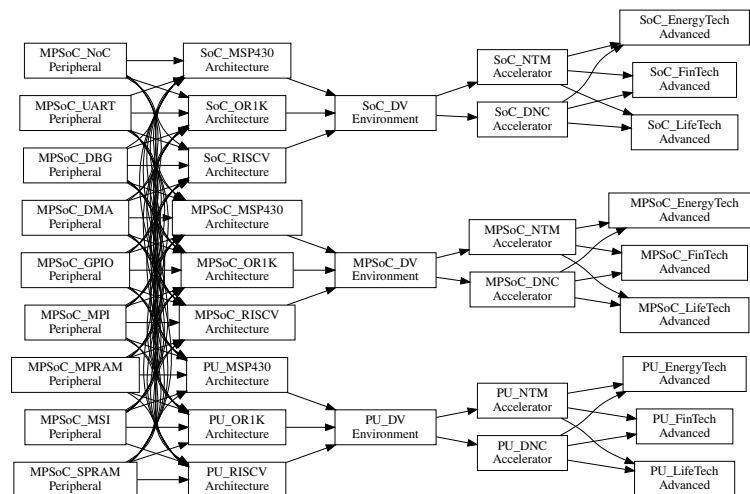 MPSoC_NoC
Peripheral
MPSoC_UART
Peripheral
MPSoC_DBG
Peripheral
MPSoC_DMA
Peripheral
MPSoC_GPIO
Peripheral
MPSoC_MPI
Peripheral
MPSoC_MPRAM
Peripheral
MPSoC_MSI
Peripheral
MPSoC_SPRAM
Peripheral
SoC_MSP430
Architecture
SoC_OR1K
Architecture
SoC_RISCV
Architecture
MPSoC_MSP430
Architecture
MPSoC_OR1K
Architecture
MPSoC_RISCV
Architecture
PU_MSP430
Architecture
PU_OR1K
Architecture
PU_RISCV
Architecture
SoC_DV
Environment
MPSoC_DV
Environment
PU_DV
Environment
SoC_NTM
Accelerator
SoC_DNC
Accelerator
MPSoC_NTM
Accelerator
MPSoC_DNC
Accelerator
PU_NTM
Accelerator
PU_DNC
Accelerator
SoC_EnergyTech
Advanced
SoC_FinTech
Advanced
SoC_LifeTech
Advanced
MPSoC_EnergyTech
Advanced
MPSoC_FinTech
Advanced
MPSoC_LifeTech
Advanced
PU_EnergyTech
Advanced
PU_FinTech
Advanced
PU_LifeTech
Advanced